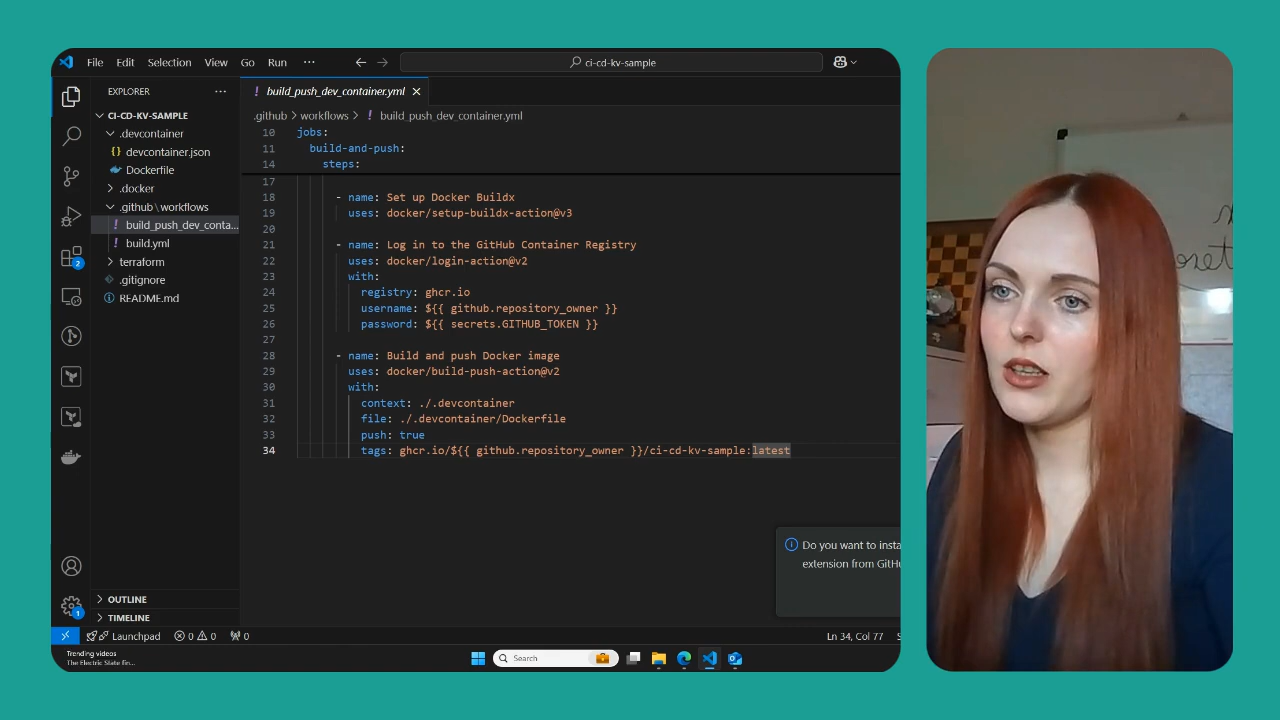 File Edit Selection View Go Run ··· ci-cd-kv-sample
EXPLORER ···
CI-CD-KV-SAMPLE
.devcontainer
devcontainer.json
Dockerfile
.docker
.github\workflows
build_push_dev_conta...
build.yml
terraform
.gitignore
README.md
OUTLINE
TIMELINE
2
1
build_push_dev_container.yml
.github > workflows > build_push_dev_container.yml
10 jobs:
11 build-and-push:
14 steps:
17
18 - name: Set up Docker Buildx
19 uses: docker/setup-buildx-action@v3
20
21 - name: Log in to the GitHub Container Registry
22 uses: docker/login-action@v2
23 with:
24 registry: ghcr.io
25 username: ${{ github.repository_owner }}
26 password: ${{ secrets.GITHUB_TOKEN }}
27
28 - name: Build and push Docker image
29 uses: docker/build-push-action@v2
30 with:
31 context: ./.devcontainer
32 file: ./.devcontainer/Dockerfile
33 push: true
34 tags: ghcr.io/${{ github.repository_owner }}/ci-cd-kv-sample:latest
Do you want to insta
extension from GitHu
Launchpad 0 0 0 Ln 34, Col 77
Trending videos
The Electric State fin...
Search